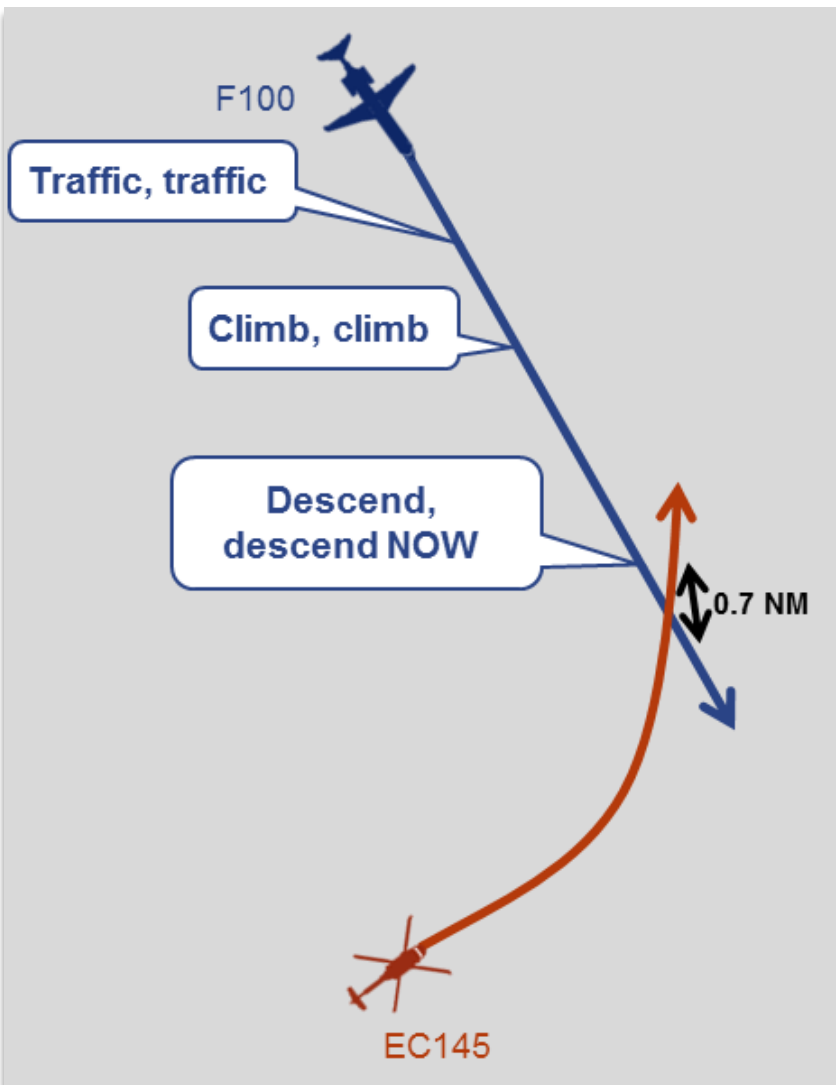 F100
Traffic, traffic
Climb, climb
Descend,
descend NOW
0.7 NM
EC145